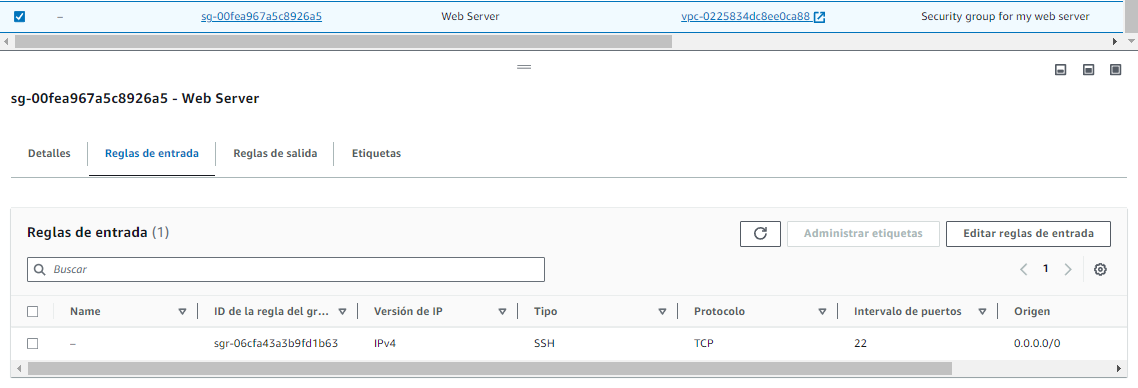 – sg-00fea967a5c8926a5 Web Server vpc-0225834dc8ee0ca88 Security group for my web server
sg-00fea967a5c8926a5 - Web Server
Detalles Reglas de entrada Reglas de salida Etiquetas
Reglas de entrada (1) Administrar etiquetas Editar reglas de entrada
Buscar 1
Name ID de la regla del gr... Versión de IP Tipo Protocolo Intervalo de puertos Origen
– sgr-06cfa43a3b9fd1b63 IPv4 SSH TCP 22 0.0.0.0/0